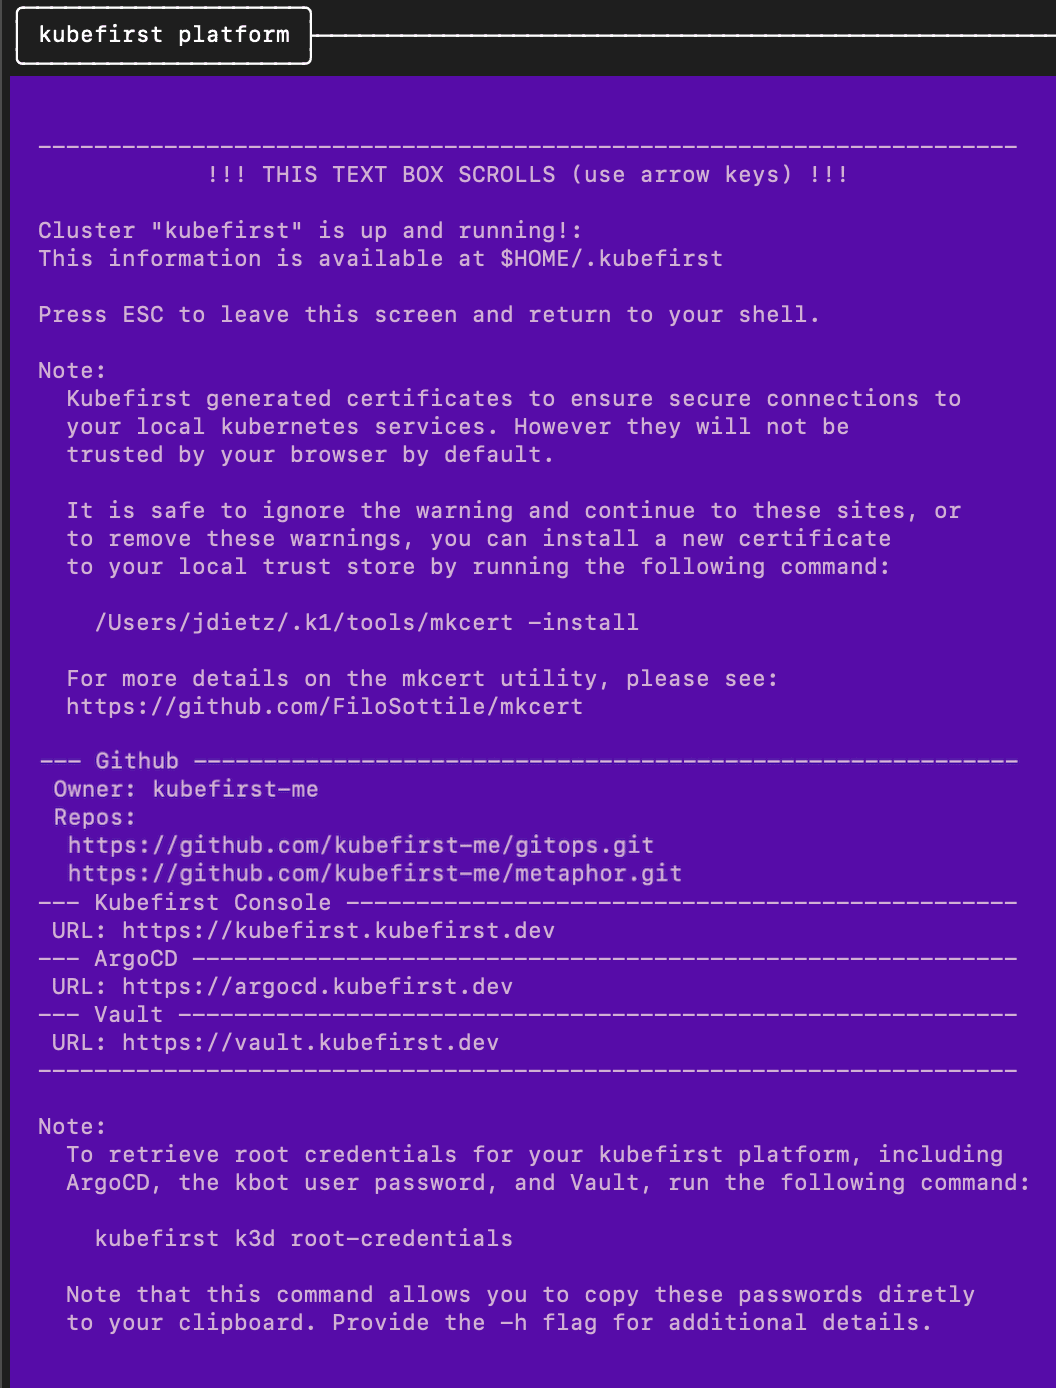 kubefirst platform
----------------------------------------------------------------------
!!! THIS TEXT BOX SCROLLS (use arrow keys) !!!
Cluster "kubefirst" is up and running!:
This information is available at $HOME/.kubefirst
Press ESC to leave this screen and return to your shell.
Note:
Kubefirst generated certificates to ensure secure connections to
your local kubernetes services. However they will not be
trusted by your browser by default.
It is safe to ignore the warning and continue to these sites, or
to remove these warnings, you can install a new certificate
to your local trust store by running the following command:
/Users/jdietz/.k1/tools/mkcert -install
For more details on the mkcert utility, please see:
https://github.com/FiloSottile/mkcert
--- Github -----------------------------------------------------------
Owner: kubefirst-me
Repos:
https://github.com/kubefirst-me/gitops.git
https://github.com/kubefirst-me/metaphor.git
--- Kubefirst Console ------------------------------------------------
URL: https://kubefirst.kubefirst.dev
--- ArgoCD -----------------------------------------------------------
URL: https://argocd.kubefirst.dev
--- Vault ------------------------------------------------------------
URL: https://vault.kubefirst.dev
----------------------------------------------------------------------
Note:
To retrieve root credentials for your kubefirst platform, including
ArgoCD, the kbot user password, and Vault, run the following command:
kubefirst k3d root-credentials
Note that this command allows you to copy these passwords diretly
to your clipboard. Provide the -h flag for additional details.